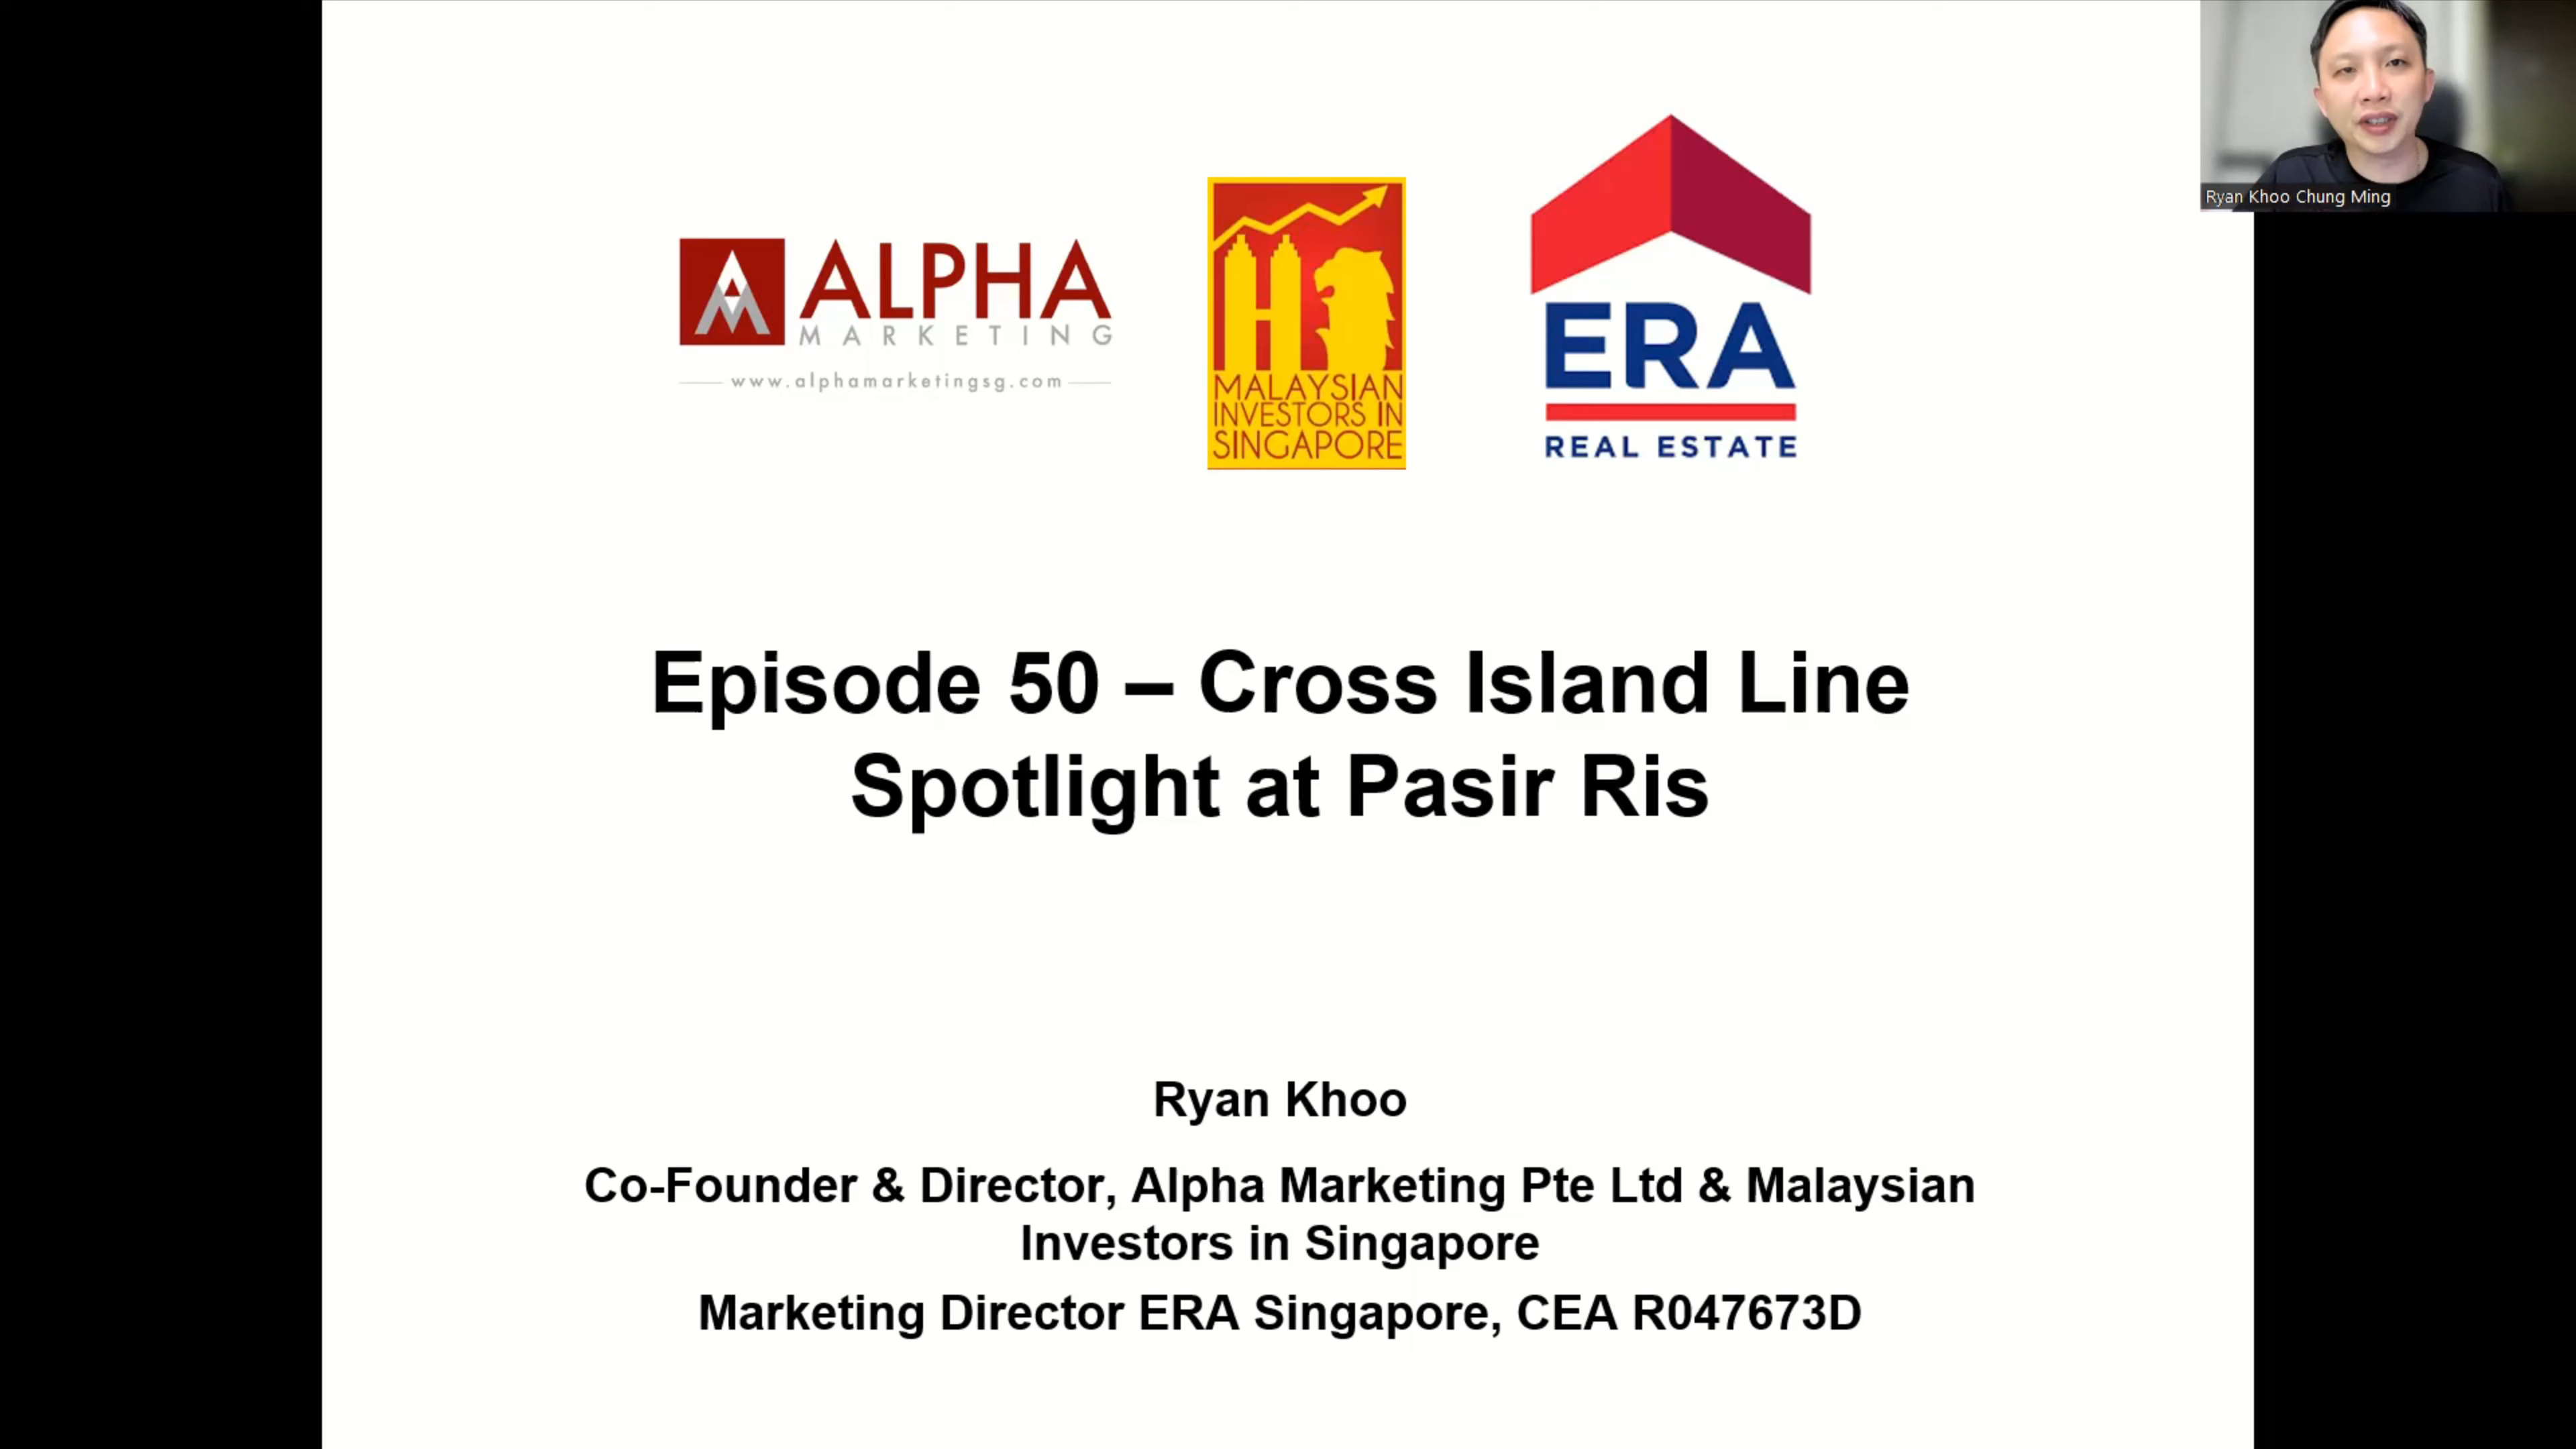 Ryan Khoo Chung Ming
ALPHA
MARKETING
www.alphamarketingsg.com
MALAYSIAN
INVESTORS IN
SINGAPORE
ERA
REAL ESTATE
Episode 50 – Cross Island Line
Spotlight at Pasir Ris
Ryan Khoo
Co-Founder & Director, Alpha Marketing Pte Ltd & Malaysian
Investors in Singapore
Marketing Director ERA Singapore, CEA R047673D